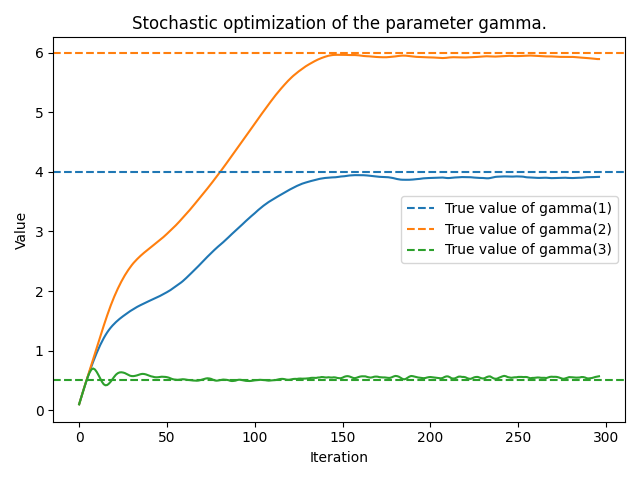 Stochastic optimization of the parameter gamma.
6
5
4
3
2
1
0
Value
True value of gamma(1)
True value of gamma(2)
True value of gamma(3)
0 50 100 150 200 250 300
Iteration